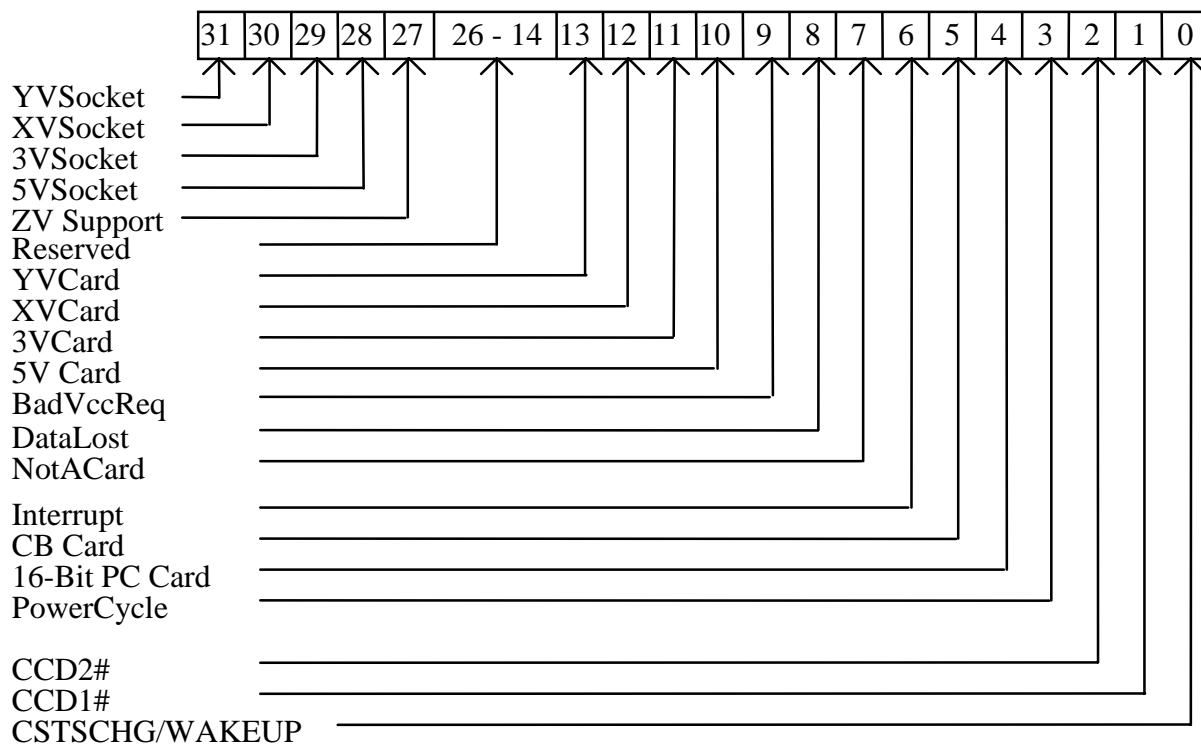 31 30 29 28 27 26 - 14 13 12 11 10 9 8 7 6 5 4 3 2 1 0
YVSocket
XVSocket
3VSocket
5VSocket
ZV Support
Reserved
YVCard
XVCard
3VCard
5V Card
BadVccReq
DataLost
NotACard
Interrupt
CB Card
16-Bit PC Card
PowerCycle
CCD2#
CCD1#
CSTSCHG/WAKEUP